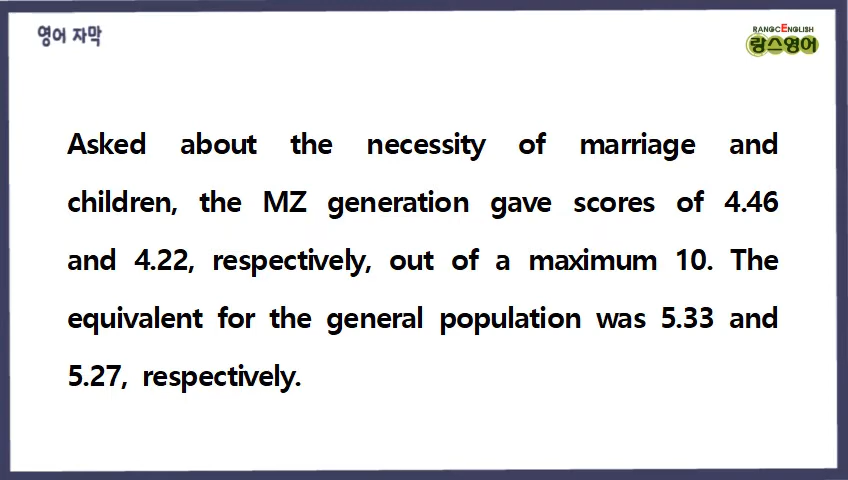 영어 자막
RANGC ENGLISH
랑스영어
Asked about the necessity of marriage and
children, the MZ generation gave scores of 4.46
and 4.22, respectively, out of a maximum 10. The
equivalent for the general population was 5.33 and
5.27, respectively.